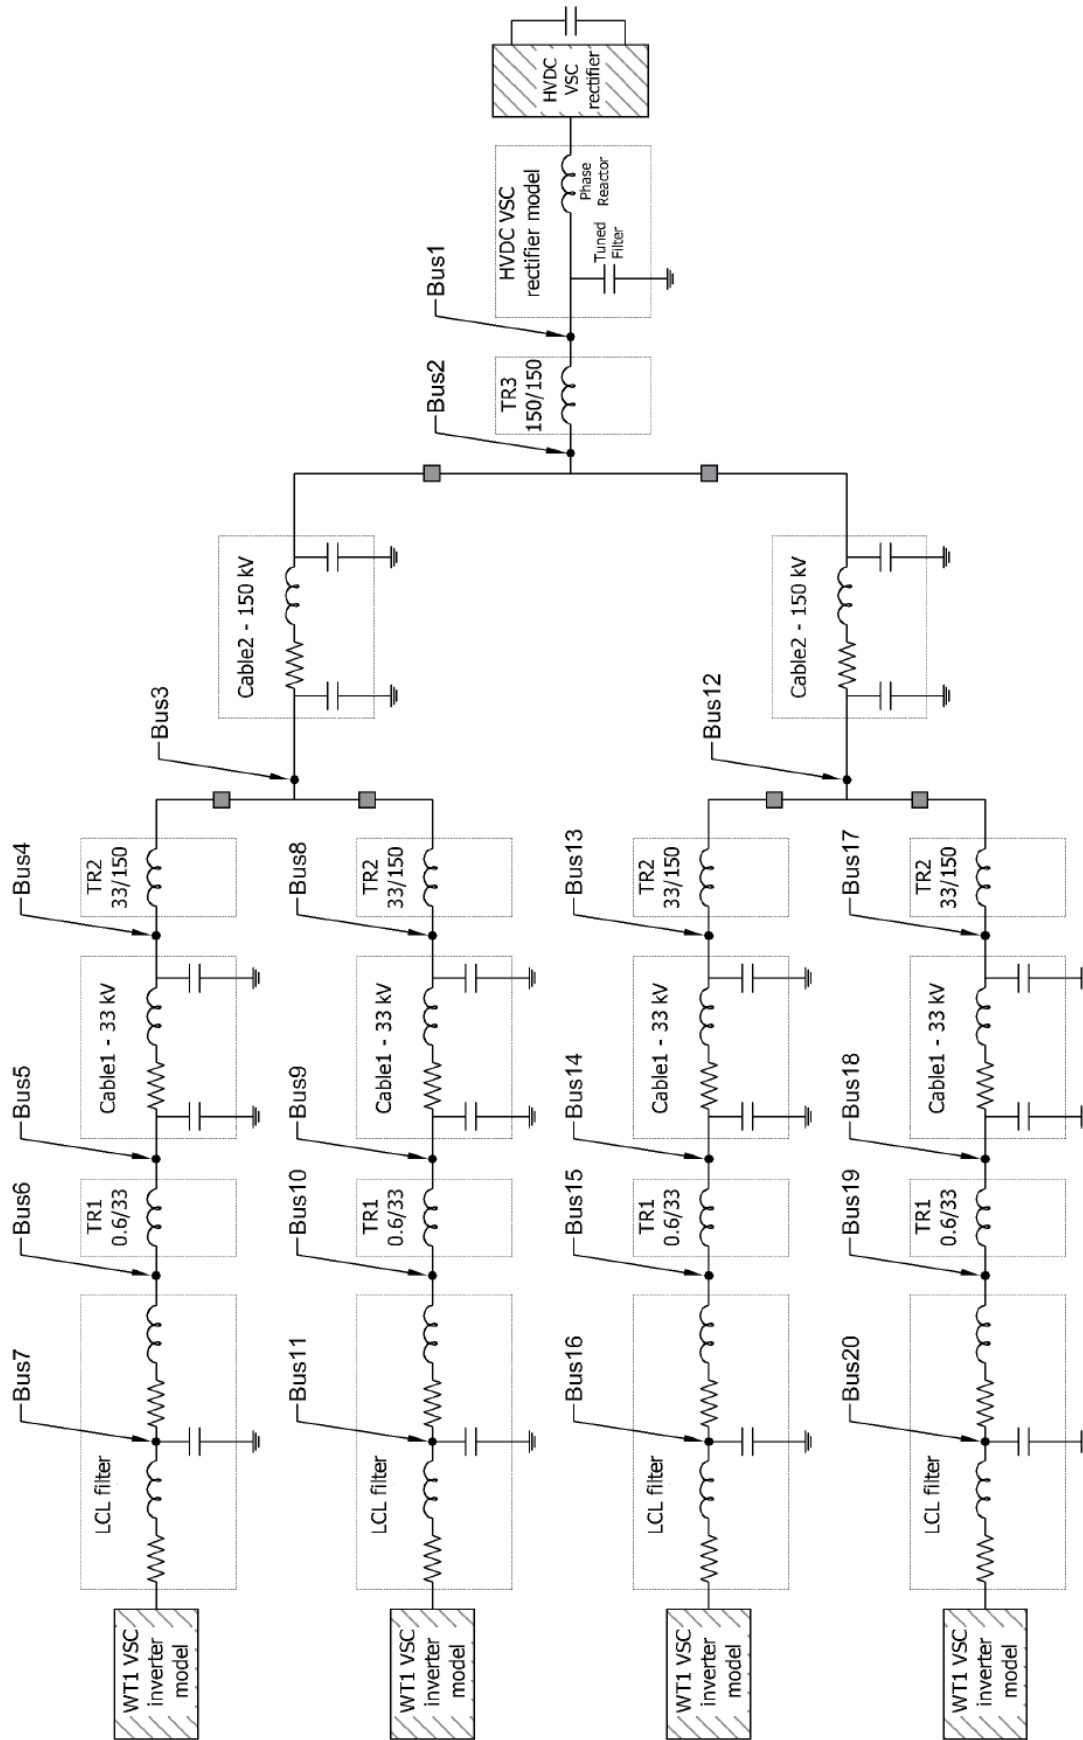 HVDC
VSC
rectifier
HVDC VSC
rectifier model
Phase
Reactor
Tuned
Filter
Bus1
TR3
150/150
Bus2
Cable2 - 150 kV
Cable2 - 150 kV
Bus3
Bus12
TR2
33/150
TR2
33/150
TR2
33/150
TR2
33/150
Bus4
Bus8
Bus13
Bus17
Cable1 - 33 kV
Cable1 - 33 kV
Cable1 - 33 kV
Cable1 - 33 kV
Bus5
Bus9
Bus14
Bus18
TR1
0.6/33
TR1
0.6/33
TR1
0.6/33
TR1
0.6/33
Bus6
Bus10
Bus15
Bus19
Bus7
Bus11
Bus16
Bus20
LCL filter
LCL filter
LCL filter
LCL filter
WT1 VSC
inverter
model
WT1 VSC
inverter
model
WT1 VSC
inverter
model
WT1 VSC
inverter
model